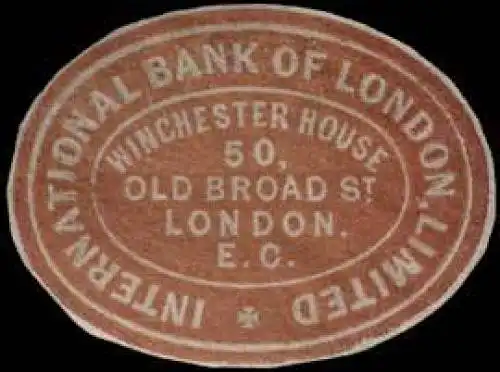 INTERNATIONAL BANK OF LONDON, LIMITED
WINCHESTER HOUSE
50,
OLD BROAD ST
LONDON.
E.C.